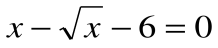 x − √x − 6 = 0